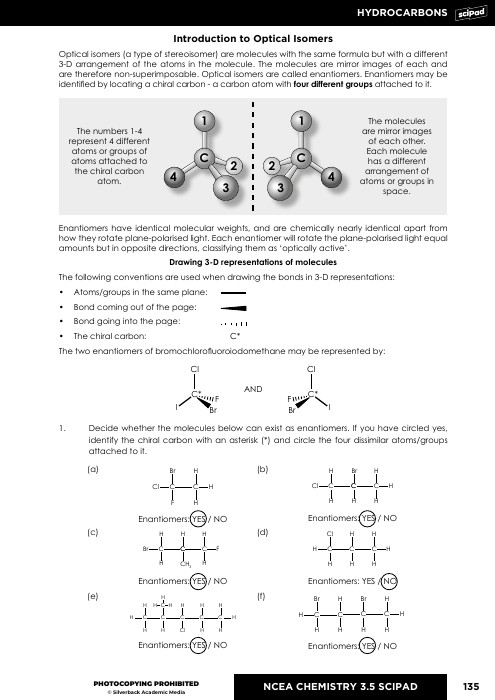 HYDROCARBONS scipad
Introduction to Optical Isomers
Optical isomers (a type of stereoisomer) are molecules with the same formula but with a different
3-D arrangement of the atoms in the molecule. The molecules are mirror images of each and
are therefore non-superimposable. Optical isomers are called enantiomers. Enantiomers may be
identified by locating a chiral carbon - a carbon atom with four different groups attached to it.
The numbers 1-4
represent 4 different
atoms or groups of
atoms attached to
the chiral carbon
atom.
1
C
2
4
3
1
C
2
4
3
The molecules
are mirror images
of each other.
Each molecule
has a different
arrangement of
atoms or groups in
space.
Enantiomers have identical molecular weights, and are chemically nearly identical apart from
how they rotate plane-polarised light. Each enantiomer will rotate the plane-polarised light equal
amounts but in opposite directions, classifying them as 'optically active'.
Drawing 3-D representations of molecules
The following conventions are used when drawing the bonds in 3-D representations:
• Atoms/groups in the same plane:
• Bond coming out of the page:
• Bond going into the page:
• The chiral carbon: C*
The two enantiomers of bromochlorofluoroiodomethane may be represented by:
Cl Cl
C* AND C*
F F
I Br Br I
1. Decide whether the molecules below can exist as enantiomers. If you have circled yes,
identify the chiral carbon with an asterisk (*) and circle the four dissimilar atoms/groups
attached to it.
(a) (b)
Br H H Br H
Cl C C H Cl C C C H
F H H H H
Enantiomers: YES / NO Enantiomers: YES / NO
(c) (d)
H H H Cl H H
Br C C C F H C C C H
H CH3 H H H H
Enantiomers: YES / NO Enantiomers: YES / NO
(e) (f)
H
H H C H H H H Br H Br H
H C C C C C H H C C C C H
H H Cl H H H H H H
Enantiomers: YES / NO Enantiomers: YES / NO
PHOTOCOPYING PROHIBITED
© Silverback Academic Media
NCEA CHEMISTRY 3.5 SCIPAD 135